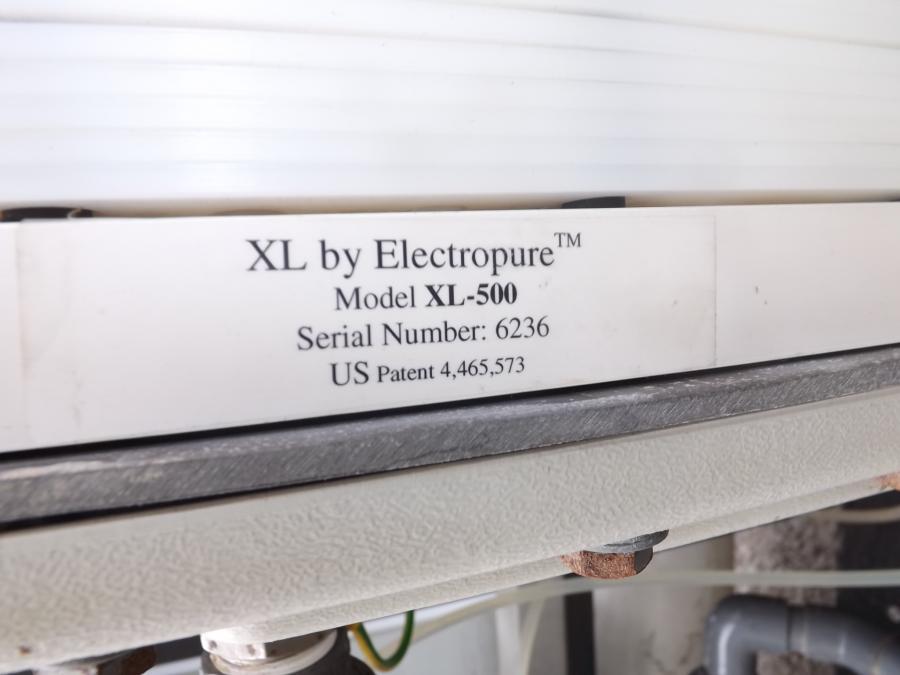 XL by Electropure™
Model XL-500
Serial Number: 6236
US Patent 4,465,573